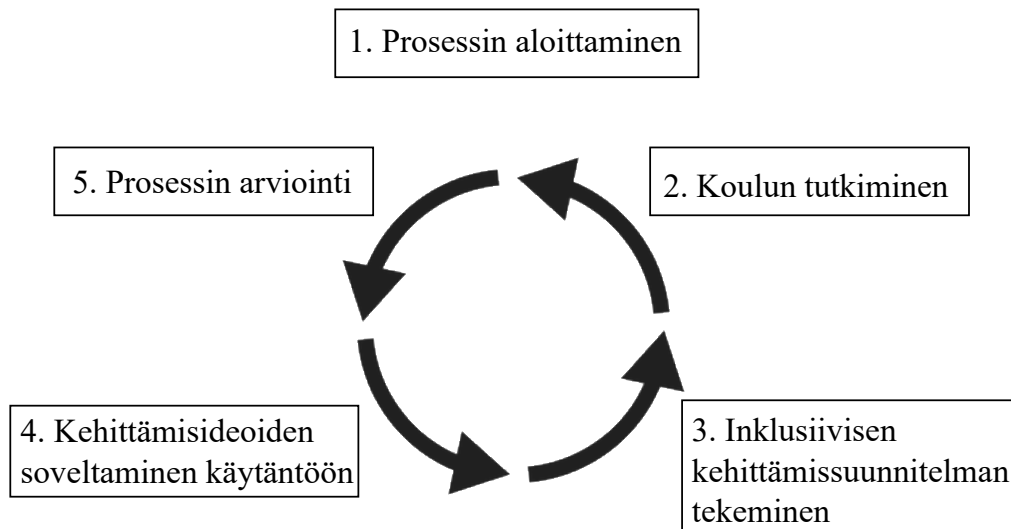 1. Prosessin aloittaminen
5. Prosessin arviointi
2. Koulun tutkiminen
4. Kehittämisideoiden
soveltaminen käytäntöön
3. Inklusiivisen
kehittämissuunnitelman
tekeminen